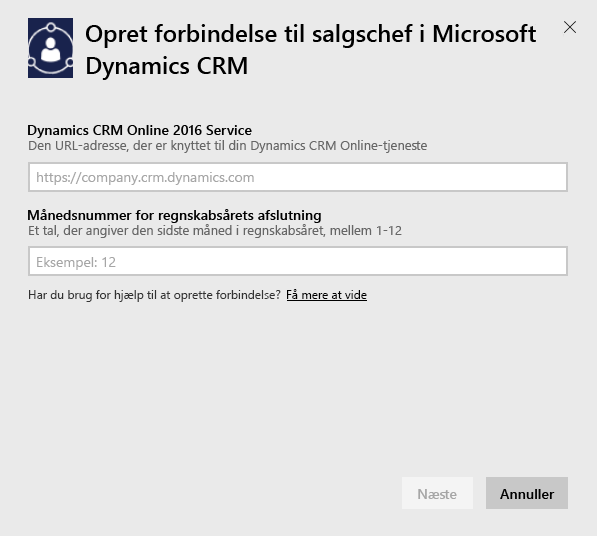 Opret forbindelse til salgschef i Microsoft
Dynamics CRM
Dynamics CRM Online 2016 Service
Den URL-adresse, der er knyttet til din Dynamics CRM Online-tjeneste
https://company.crm.dynamics.com
Månedsnummer for regnskabsårets afslutning
Et tal, der angiver den sidste måned i regnskabsåret, mellem 1-12
Eksempel: 12
Har du brug for hjælp til at oprette forbindelse? Få mere at vide
Næste Annuller